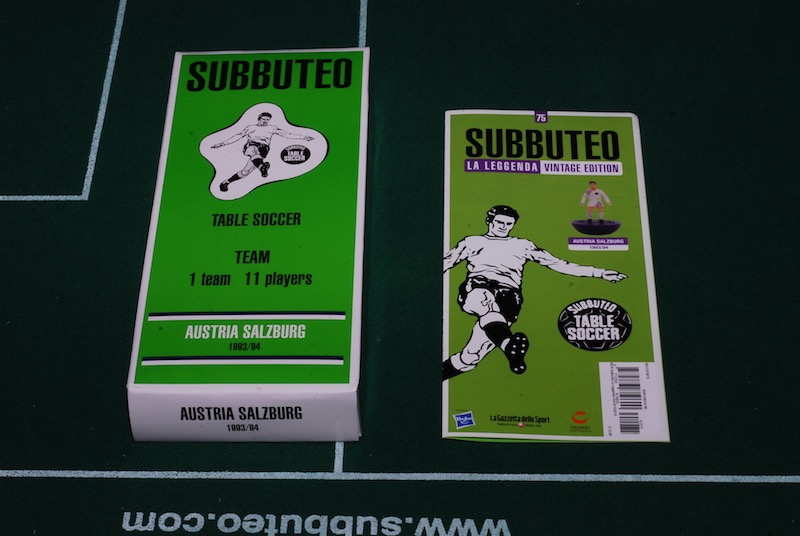 SUBBUTEO
SUBBUTEO
TABLE
SOCCER
TABLE SOCCER
TEAM
1 team 11 players
AUSTRIA SALZBURG
1993/94
AUSTRIA SALZBURG
1993/94
75
SUBBUTEO
LA LEGGENDA VINTAGE EDITION
AUSTRIA SALZBURG
1993/94
SUBBUTEO
TABLE
SOCCER
Hasbro
La Gazzetta dello Sport
www.subbuteo.com